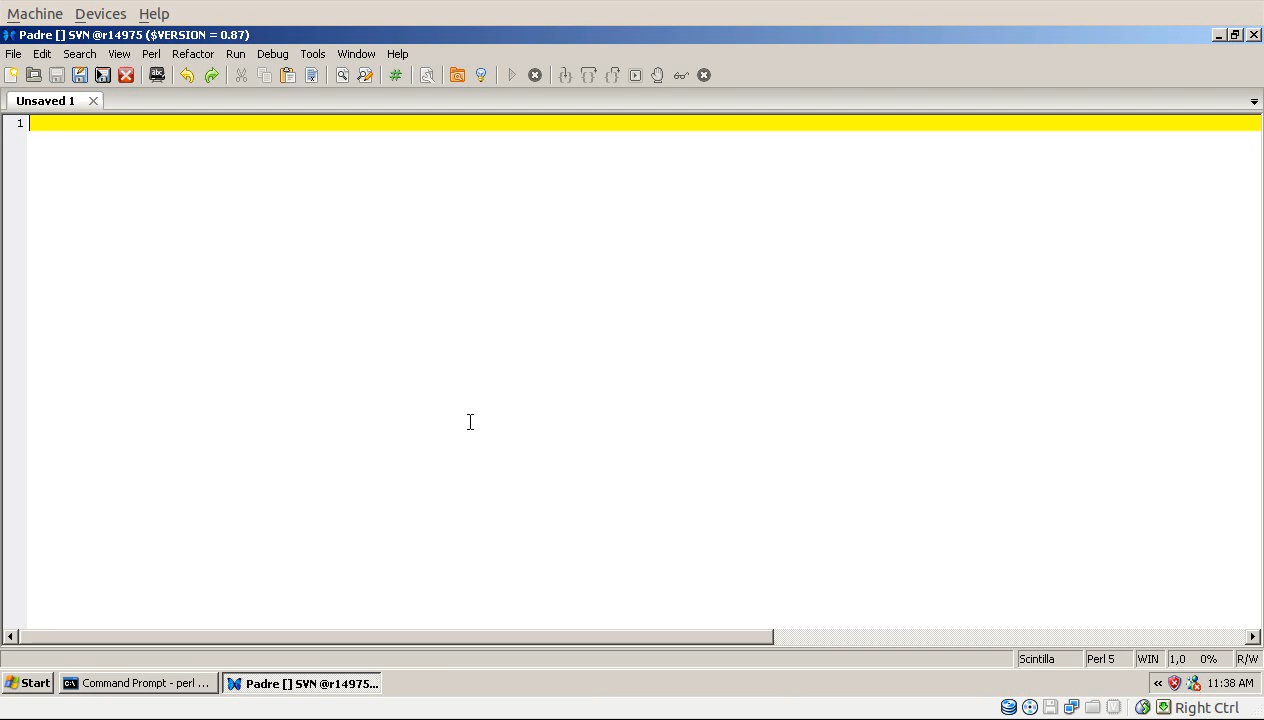 Machine Devices Help
Padre [] SVN @r14975 ($VERSION = 0.87)
File Edit Search View Perl Refactor Run Debug Tools Window Help
abc #
Unsaved 1
1
Scintilla Perl 5 WIN 1,0 0% R/W
Start C:\ Command Prompt - perl ... Padre [] SVN @r14975... « 11:38 AM
Right Ctrl